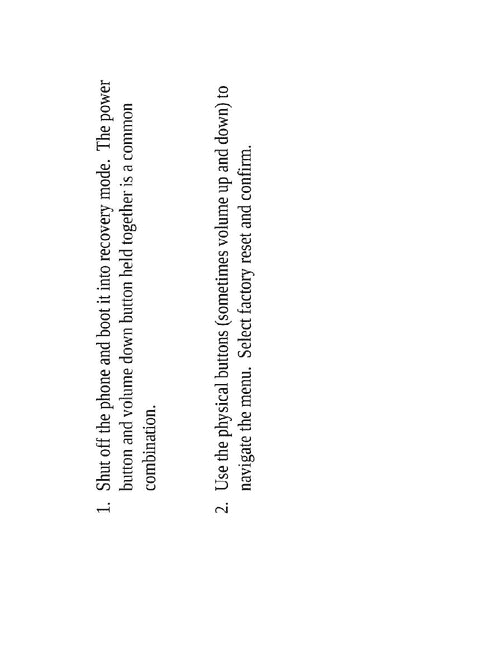 1. Shut off the phone and boot it into recovery mode.  The power
button and volume down button held together is a common
combination.
2. Use the physical buttons (sometimes volume up and down) to
navigate the menu.  Select factory reset and confirm.